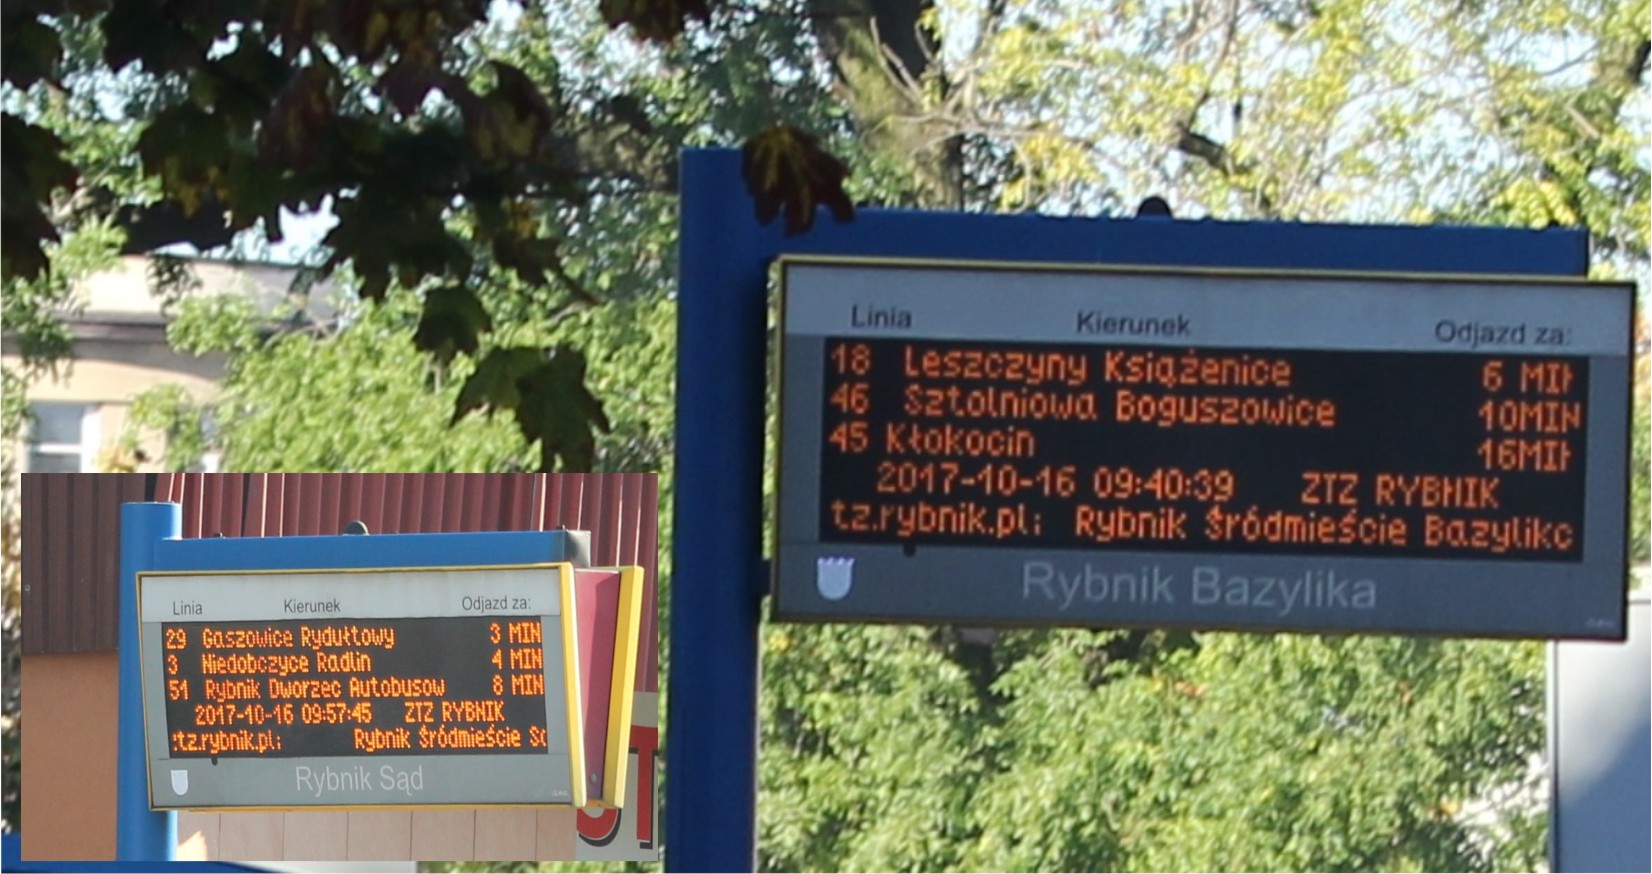 Linia Kierunek Odjazd za:
18 Leszczyny Książenice 6 MIN
46 Sztolniowa Boguszowice 10MIN
45 Kłokocin 16MIN
2017-10-16 09:40:39 ZTZ RYBNIK
tz.rybnik.pl; Rybnik Śródmieście Bazylika
Rybnik Bazylika
Linia Kierunek Odjazd za:
29 Gaszowice Rydułtowy 3 MIN
3 Niedobczyce Radlin 4 MIN
51 Rybnik Dworzec Autobusow 8 MIN
2017-10-16 09:57:45 ZTZ RYBNIK
:tz.rybnik.pl; Rybnik Śródmieście
Rybnik Sąd